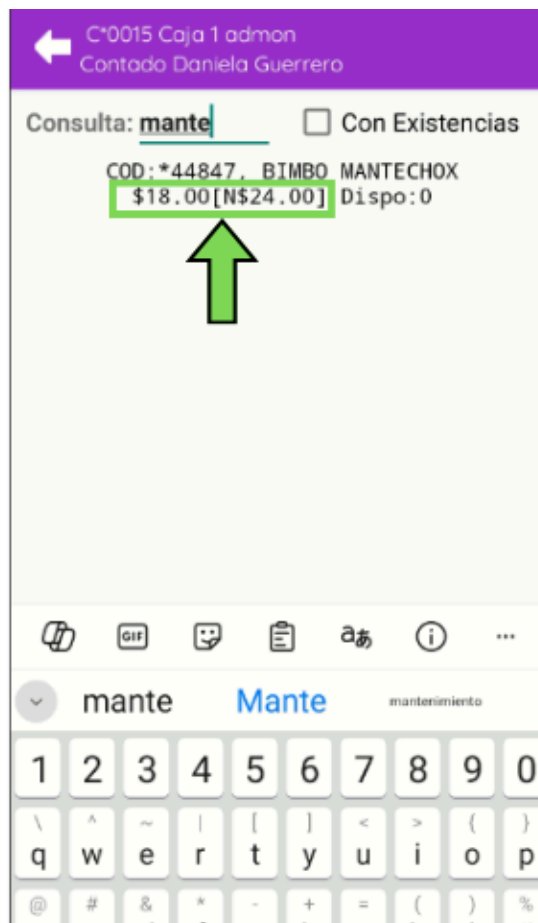 C*0015 Caja 1 admon
Contado Daniela Guerrero
Consulta: mante Con Existencias
COD:*44847, BIMBO MANTECHOX
$18.00[N$24.00] Dispo:0
GIF
aあ
mante Mante mantenimiento
1 2 3 4 5 6 7 8 9 0
\ ^ ~ | [ ] < > { }
q w e r t y u i o p
@ # & * - + = ( ) %